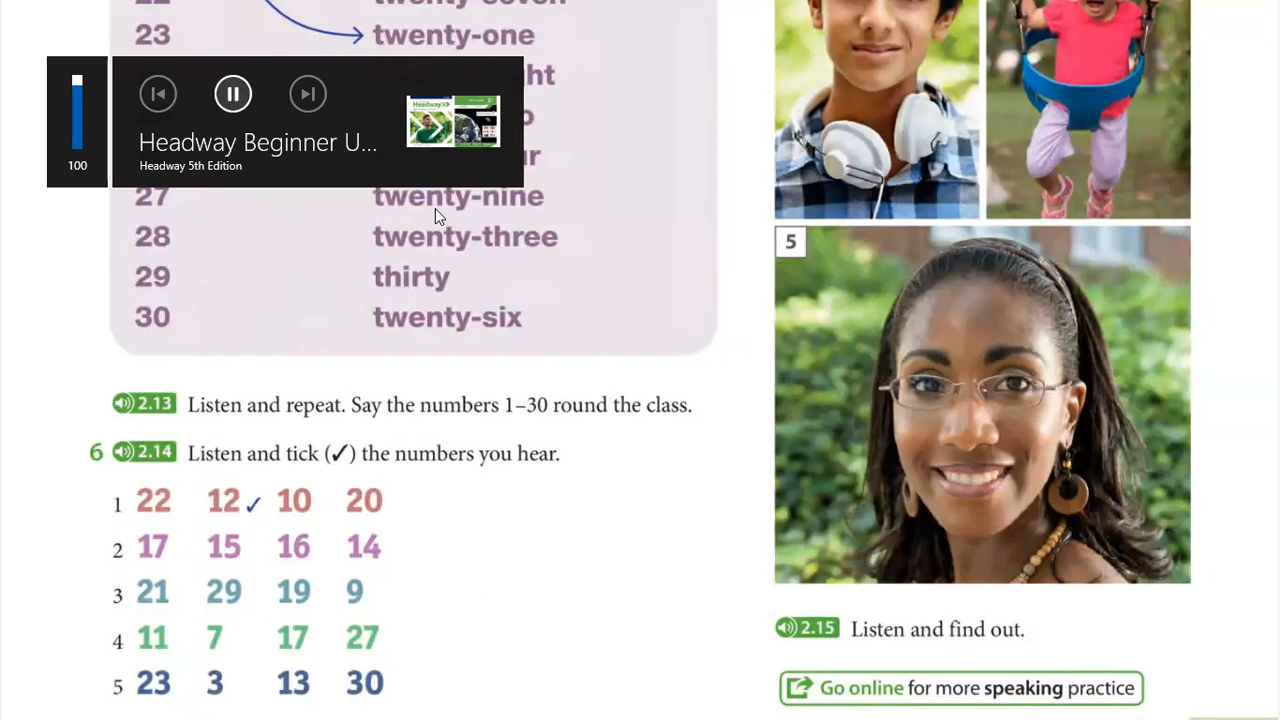 twenty-seven
23 twenty-one
100
Headway Beginner U...
Headway 5th Edition
Headway
27 twenty-nine
28 twenty-three
29 thirty
30 twenty-six
5
2.13 Listen and repeat. Say the numbers 1–30 round the class.
6 2.14 Listen and tick (✓) the numbers you hear.
1 22 12 ✓ 10 20
2 17 15 16 14
3 21 29 19 9
4 11 7 17 27
5 23 3 13 30
2.15 Listen and find out.
Go online for more speaking practice